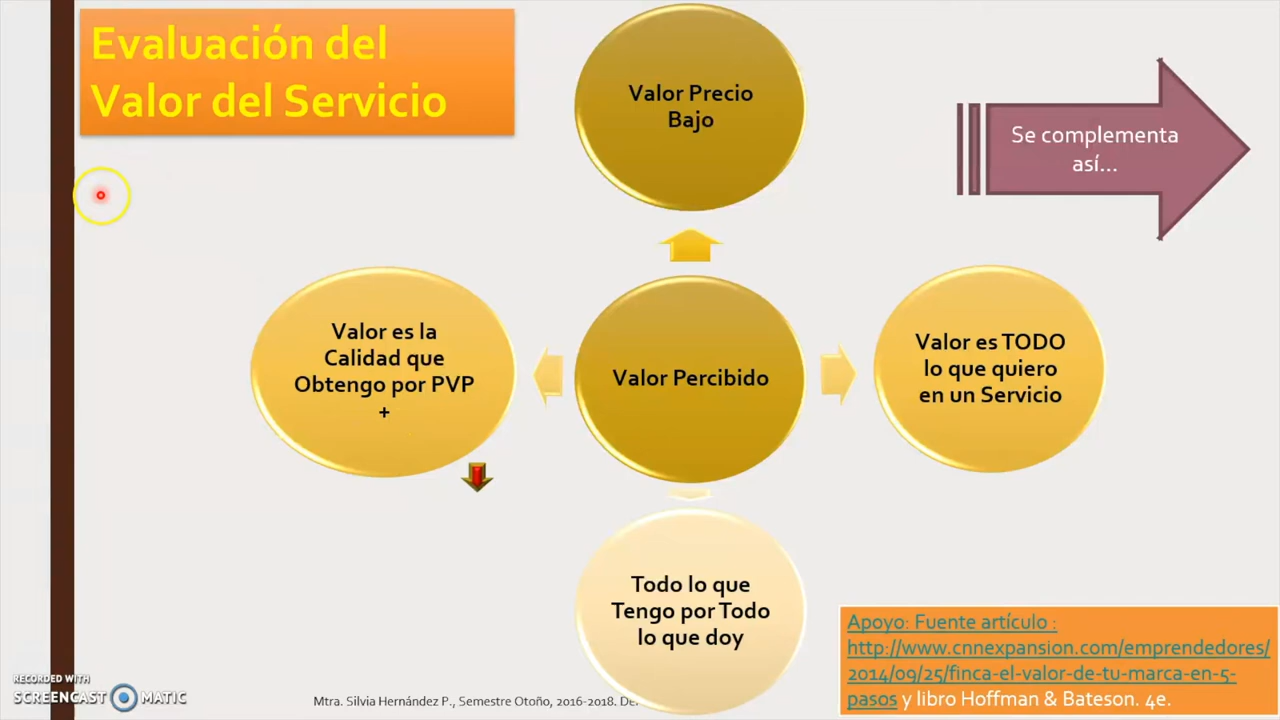 Evaluación del
Valor del Servicio
Valor Precio
Bajo
Se complementa
así...
Valor es la
Calidad que
Obtengo por PVP
+
Valor Percibido
Valor es TODO
lo que quiero
en un Servicio
Todo lo que
Tengo por Todo
lo que doy
Apoyo: Fuente artículo :
http://www.cnnexpansion.com/emprendedores/
2014/09/25/finca-el-valor-de-tu-marca-en-5-
pasos y libro Hoffman & Bateson. 4e.
RECORDED WITH
SCREENCAST MATIC
Mtra. Silvia Hernández P., Semestre Otoño, 2016-2018.